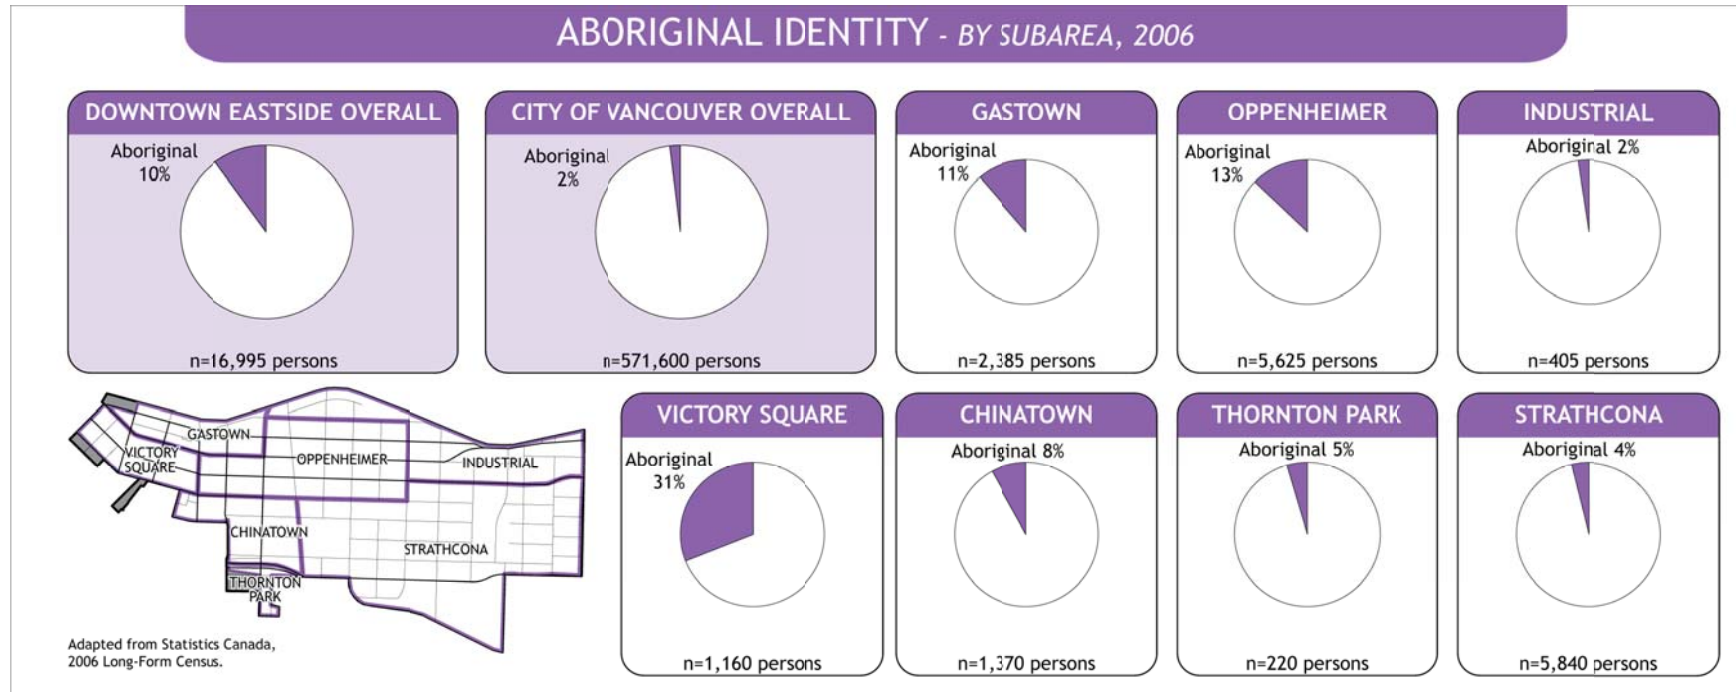 ABORIGINAL IDENTITY - BY SUBAREA, 2006
DOWNTOWN EASTSIDE OVERALL
Aboriginal
10%
n=16,995 persons
CITY OF VANCOUVER OVERALL
Aboriginal
2%
n=571,600 persons
GASTOWN
Aboriginal
11%
n=2,385 persons
OPPENHEIMER
Aboriginal
13%
n=5,625 persons
INDUSTRIAL
Aboriginal 2%
n=405 persons
GASTOWN
VICTORY
SQUARE
OPPENHEIMER
INDUSTRIAL
CHINATOWN
STRATHCONA
THORNTON
PARK
Adapted from Statistics Canada,
2006 Long-Form Census.
VICTORY SQUARE
Aboriginal
31%
n=1,160 persons
CHINATOWN
Aboriginal 8%
n=1,370 persons
THORNTON PARK
Aboriginal 5%
n=220 persons
STRATHCONA
Aboriginal 4%
n=5,840 persons